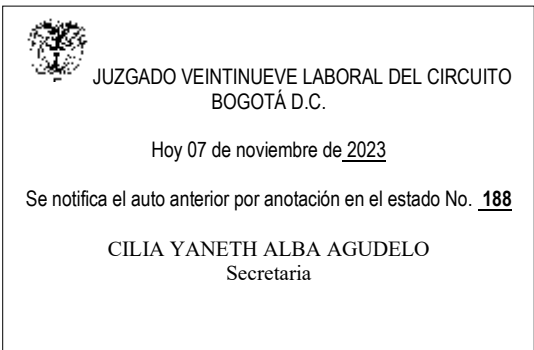 JUZGADO VEINTINUEVE LABORAL DEL CIRCUITO
BOGOTÁ D.C.
Hoy 07 de noviembre de 2023
Se notifica el auto anterior por anotación en el estado No. 188
CILIA YANETH ALBA AGUDELO
Secretaria